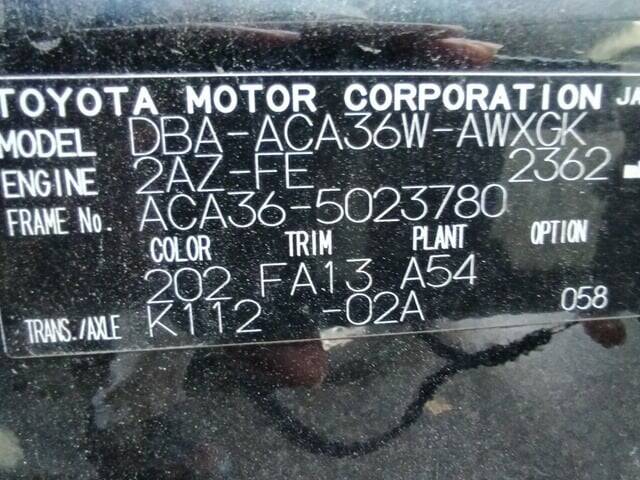 TOYOTA MOTOR CORPORATION JA
MODEL DBA-ACA36W-AWXGK
ENGINE 2AZ-FE 2362
FRAME No. ACA36-5023780
COLOR TRIM PLANT OPTION
202 FA13 A54
TRANS./AXLE K112 -02A 058